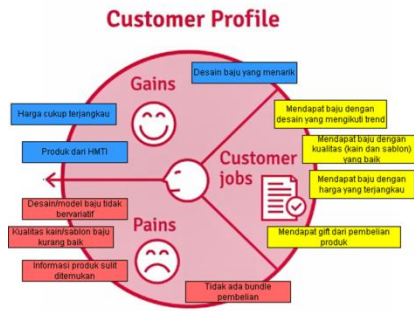 Customer Profile
Desain baju yang menarik
Gains
Harga cukup terjangkau
Produk dari HMTI
Mendapat baju dengan
desain yang mengikuti trend
Mendapat baju dengan
kualitas (kain dan sablon)
yang baik
Customer
jobs
Mendapat baju dengan
harga yang terjangkau
Mendapat gift dari pembelian
produk
Desain/model baju tidak
bervariatif
Kualitas kain/sablon baju
kurang baik
Pains
Informasi produk sulit
ditemukan
Tidak ada bundle
pembelian